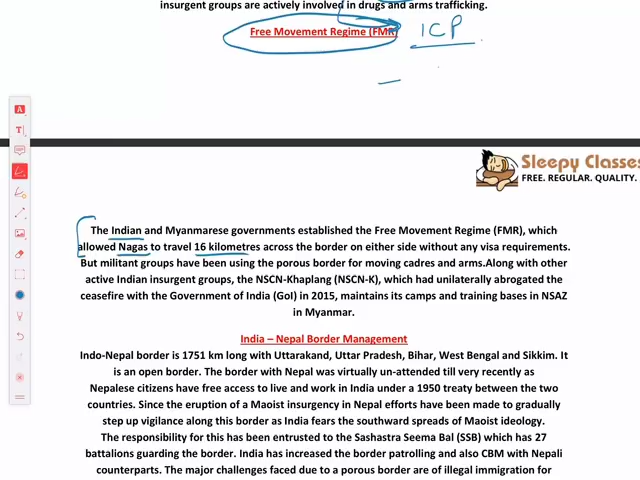 insurgent groups are actively involved in drugs and arms trafficking.
Free Movement Regime (FMR)
ICP
Sleepy Classes
FREE. REGULAR. QUALITY.
The Indian and Myanmarese governments established the Free Movement Regime (FMR), which
allowed Nagas to travel 16 kilometres across the border on either side without any visa requirements.
But militant groups have been using the porous border for moving cadres and arms.Along with other
active Indian insurgent groups, the NSCN-Khaplang (NSCN-K), which had unilaterally abrogated the
ceasefire with the Government of India (GoI) in 2015, maintains its camps and training bases in NSAZ
in Myanmar.
India – Nepal Border Management
Indo-Nepal border is 1751 km long with Uttarakand, Uttar Pradesh, Bihar, West Bengal and Sikkim. It
is an open border. The border with Nepal was virtually un-attended till very recently as
Nepalese citizens have free access to live and work in India under a 1950 treaty between the two
countries. Since the eruption of a Maoist insurgency in Nepal efforts have been made to gradually
step up vigilance along this border as India fears the southward spreads of Maoist ideology.
The responsibility for this has been entrusted to the Sashastra Seema Bal (SSB) which has 27
battalions guarding the border. India has increased the border patrolling and also CBM with Nepali
counterparts. The major challenges faced due to a porous border are of illegal immigration for